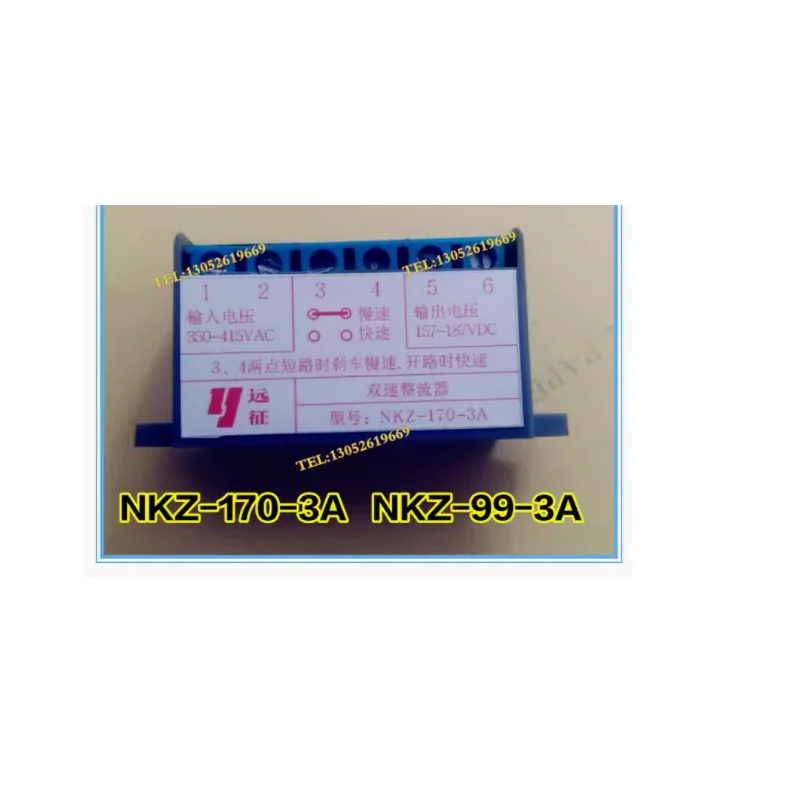 TEL:13052619669
TEL:13052619669
1 2 3 4 5 6
输入电压 慢速 输出电压
350-415VAC 快速 157-187VDC
3、4两点短路时刹车慢速,开路时快速
远征 双速整流器
型号: NKZ-170-3A
TEL:13052619669
NKZ-170-3A NKZ-99-3A